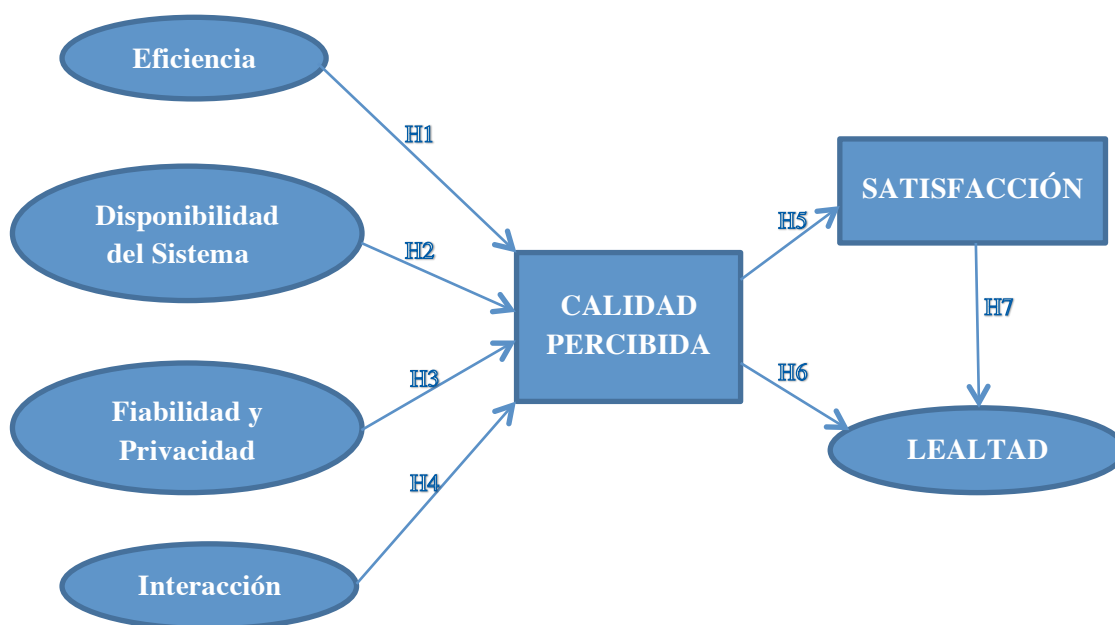 Eficiencia
H1
Disponibilidad
del Sistema
H2
SATISFACCIÓN
H5
CALIDAD
PERCIBIDA
H7
Fiabilidad y
Privacidad
H3
H6
LEALTAD
H4
Interacción